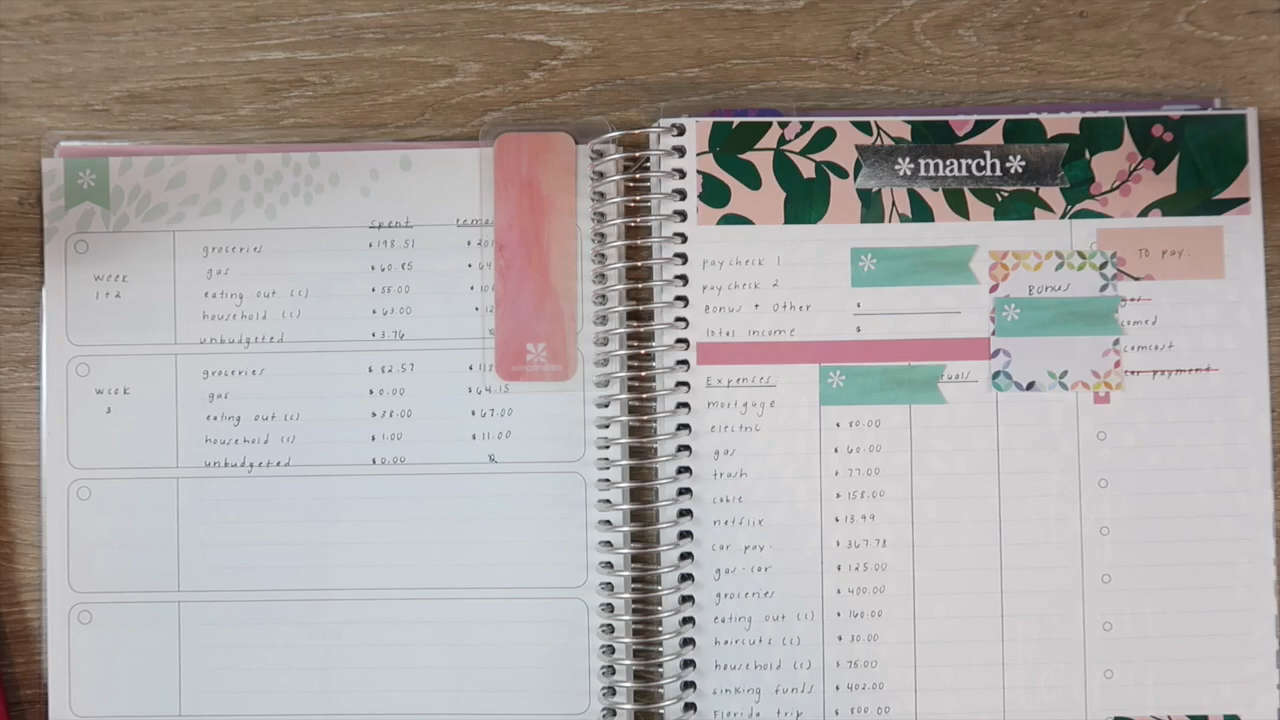 spent
groceries $198.51
gas $60.85
eating out (c) $55.00
household (c) $63.00
unbudgeted $3.76
week
1+2
groceries $82.57
gas $0.00 $64.15
eating out (c) $38.00 $67.00
household (c) $1.00 $11.00
unbudgeted $0.00
week
3
*march*
paycheck 1
paycheck 2
Bonus + other $
total income $
Bonus
TO pay:
gas
comed
comcast
car payment
Expenses:
mortgage
electric $80.00
gas $60.00
trash $77.00
cable $158.00
netflix $13.99
car pay. $367.78
gas-car $125.00
groceries $400.00
eating out (c) $160.00
haircuts (c) $30.00
household (c) $75.00
sinking funds $402.00
Florida trip $800.00